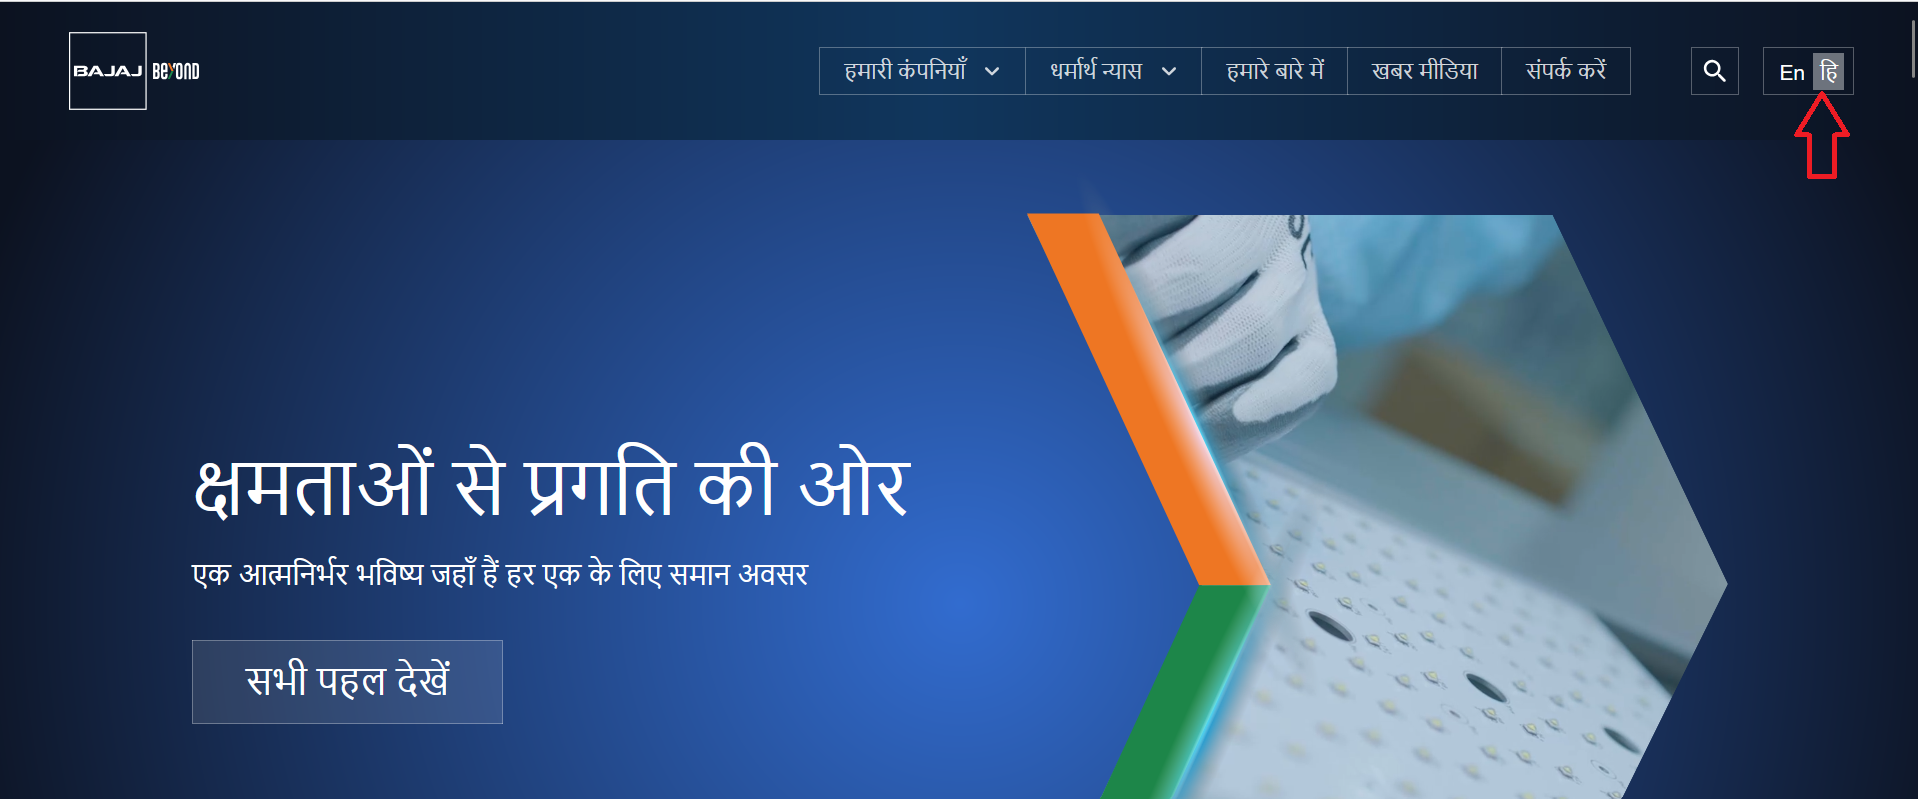 BAJAJ Beyond
हमारी कंपनियाँ
धर्मार्थ न्यास
हमारे बारे में
खबर मीडिया
संपर्क करें
En हि
क्षमताओं से प्रगति की ओर
एक आत्मनिर्भर भविष्य जहाँ हैं हर एक के लिए समान अवसर
सभी पहल देखें